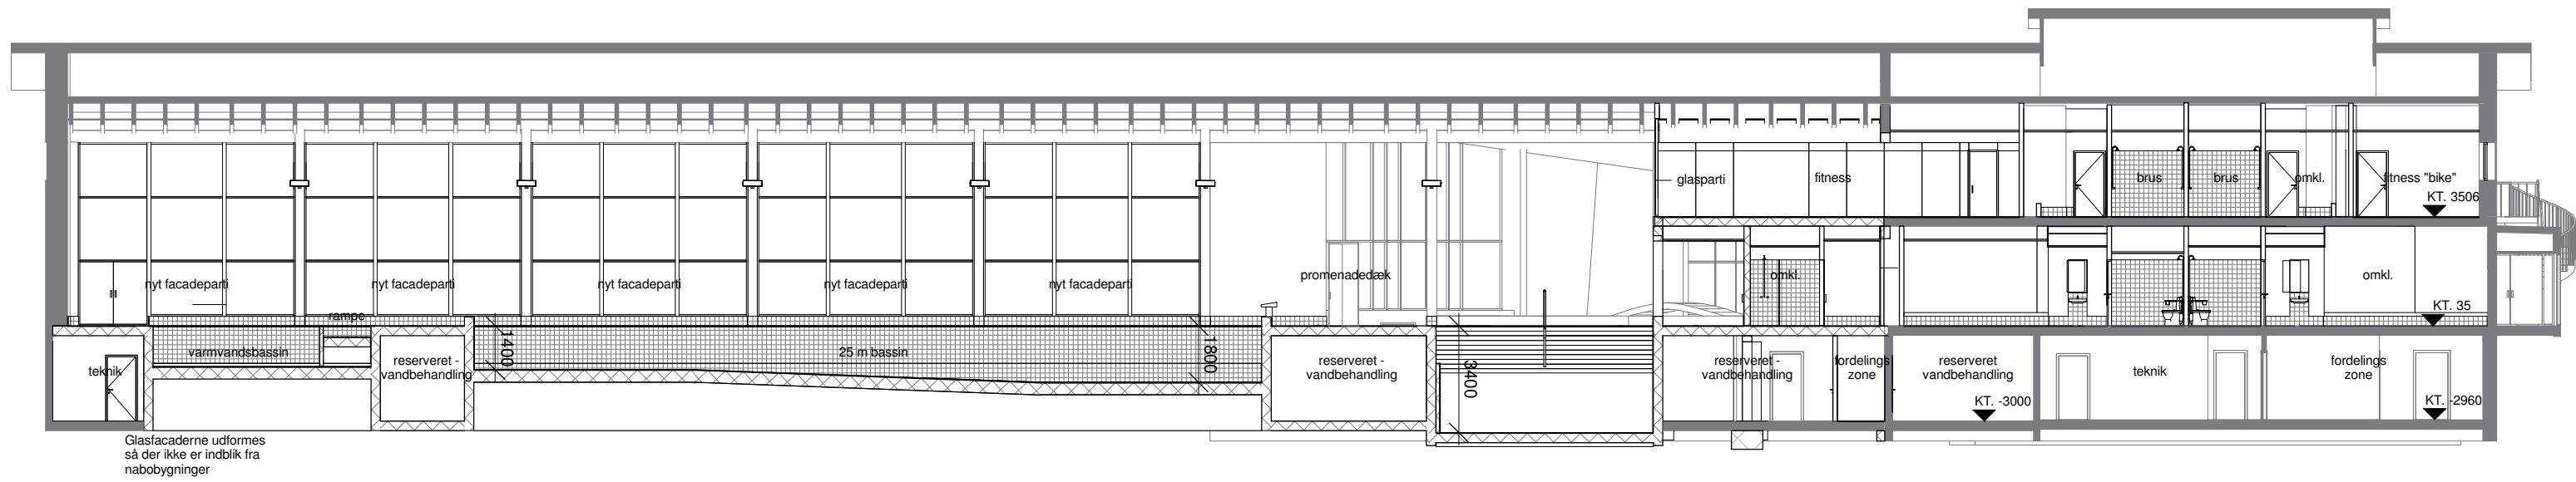 glasparti
fitness
brus
brus
omkl.
fitness "bike"
KT. 3506
nyt facadeparti
nyt facadeparti
nyt facadeparti
nyt facadeparti
nyt facadeparti
promenadedæk
omkl.
omkl.
KT. 35
rampe
teknik
varmvandsbassin
reserveret -
vandbehandling
1400
25 m bassin
1800
reserveret -
vandbehandling
3400
reserveret -
vandbehandling
fordelings
zone
reserveret
vandbehandling
KT. -3000
teknik
fordelings
zone
KT. -2960
Glasfacaderne udformes
så der ikke er indblik fra
nabobygninger